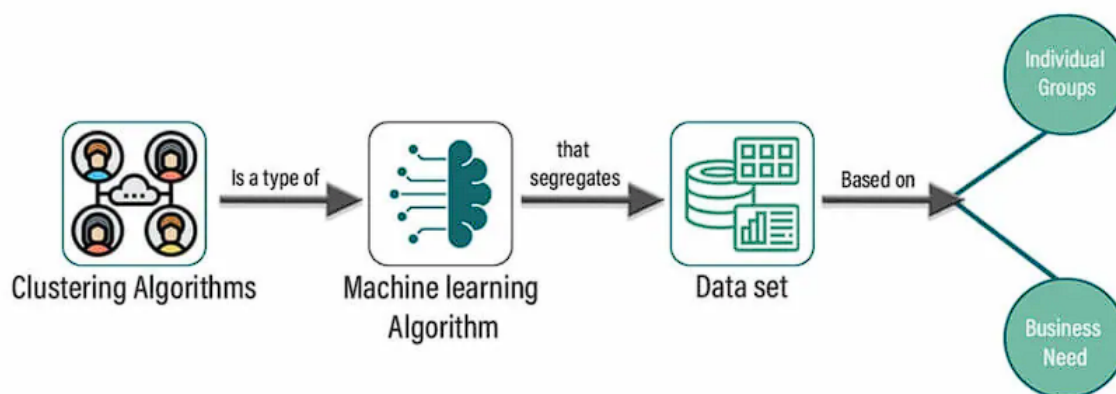 Clustering Algorithms
Is a type of
Machine learning
Algorithm
that
segregates
Data set
Based on
Individual
Groups
Business
Need